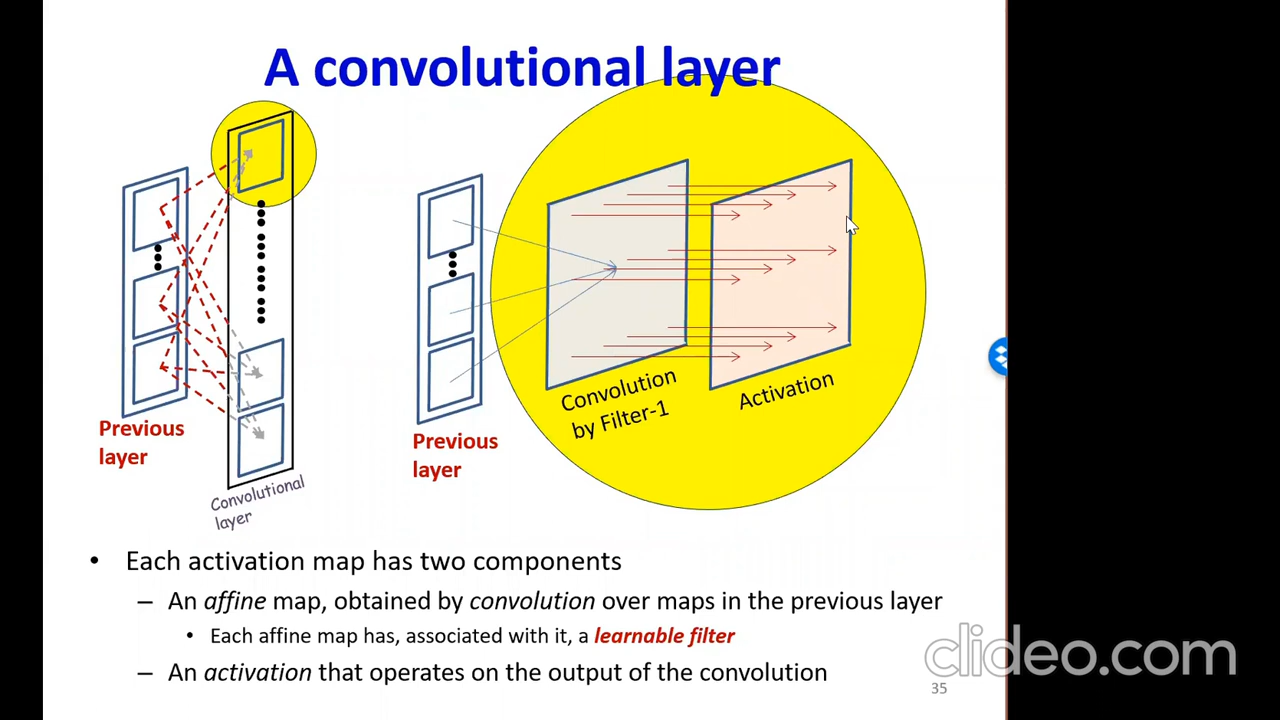 A convolutional layer
Previous
layer
Convolutional
layer
Previous
layer
Convolution
by Filter-1
Activation
• Each activation map has two components
– An affine map, obtained by convolution over maps in the previous layer
• Each affine map has, associated with it, a learnable filter
– An activation that operates on the output of the convolution
clideo.com
35